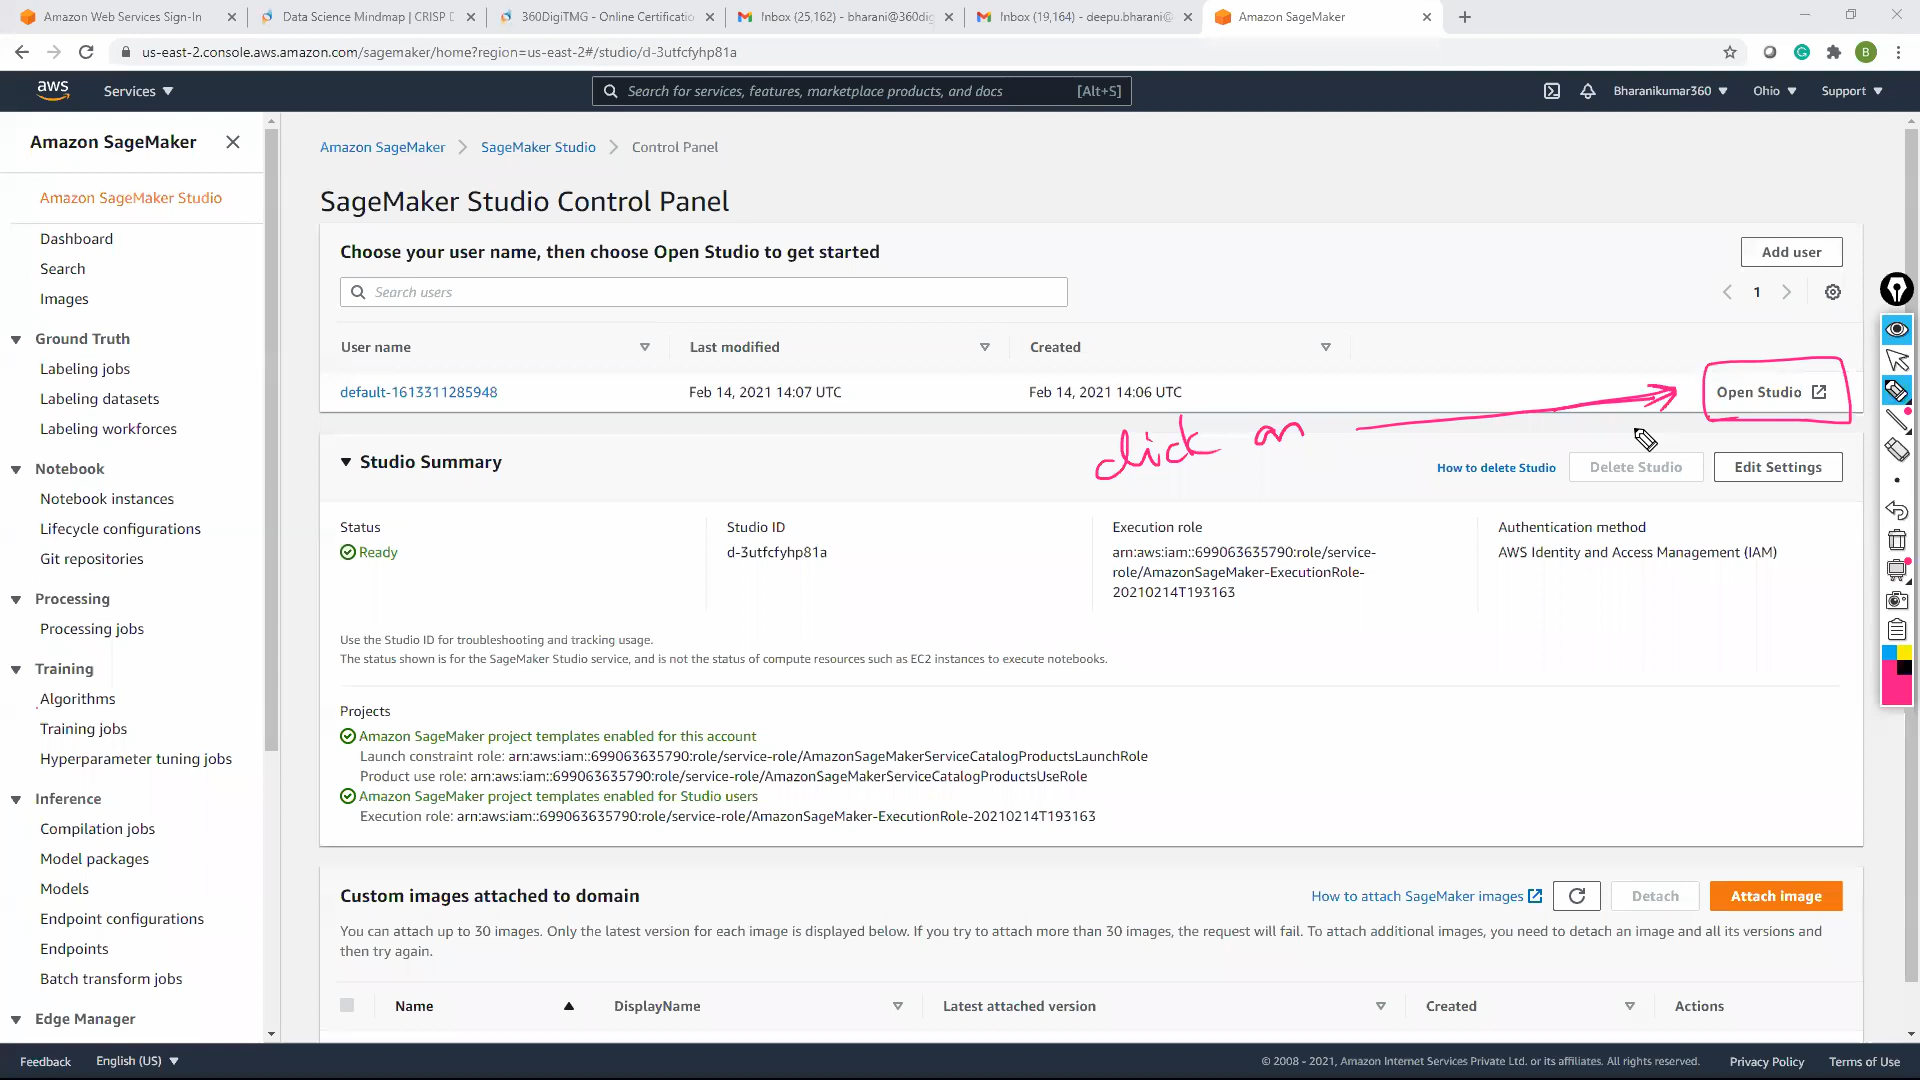 Amazon Web Services Sign-In
Data Science Mindmap | CRISP D
360DigiTMG - Online Certificatio
Inbox (25,162) - bharani@360dig
Inbox (19,164) - deepu.bharani@
Amazon SageMaker
us-east-2.console.aws.amazon.com/sagemaker/home?region=us-east-2#/studio/d-3utfcfyhp81a
B
aws
Services
Search for services, features, marketplace products, and docs
[Alt+S]
Bharanikumar360
Ohio
Support
Amazon SageMaker
Amazon SageMaker Studio
Dashboard
Search
Images
Ground Truth
Labeling jobs
Labeling datasets
Labeling workforces
Notebook
Notebook instances
Lifecycle configurations
Git repositories
Processing
Processing jobs
Training
Algorithms
Training jobs
Hyperparameter tuning jobs
Inference
Compilation jobs
Model packages
Models
Endpoint configurations
Endpoints
Batch transform jobs
Edge Manager
Amazon SageMaker
SageMaker Studio
Control Panel
SageMaker Studio Control Panel
Choose your user name, then choose Open Studio to get started
Add user
Search users
1
User name
Last modified
Created
default-1613311285948
Feb 14, 2021 14:07 UTC
Feb 14, 2021 14:06 UTC
Open Studio
click on
Studio Summary
How to delete Studio
Delete Studio
Edit Settings
Status
Ready
Studio ID
d-3utfcfyhp81a
Execution role
arn:aws:iam::699063635790:role/service-
role/AmazonSageMaker-ExecutionRole-
20210214T193163
Authentication method
AWS Identity and Access Management (IAM)
Use the Studio ID for troubleshooting and tracking usage.
The status shown is for the SageMaker Studio service, and is not the status of compute resources such as EC2 instances to execute notebooks.
Projects
Amazon SageMaker project templates enabled for this account
Launch constraint role: arn:aws:iam::699063635790:role/service-role/AmazonSageMakerServiceCatalogProductsLaunchRole
Product use role: arn:aws:iam::699063635790:role/service-role/AmazonSageMakerServiceCatalogProductsUseRole
Amazon SageMaker project templates enabled for Studio users
Execution role: arn:aws:iam::699063635790:role/service-role/AmazonSageMaker-ExecutionRole-20210214T193163
Custom images attached to domain
How to attach SageMaker images
Detach
Attach image
You can attach up to 30 images. Only the latest version for each image is displayed below. If you try to attach more than 30 images, the request will fail. To attach additional images, you need to detach an image and all its versions and
then try again.
Name
DisplayName
Latest attached version
Created
Actions
Feedback
English (US)
© 2008 - 2021, Amazon Internet Services Private Ltd. or its affiliates. All rights reserved.
Privacy Policy
Terms of Use